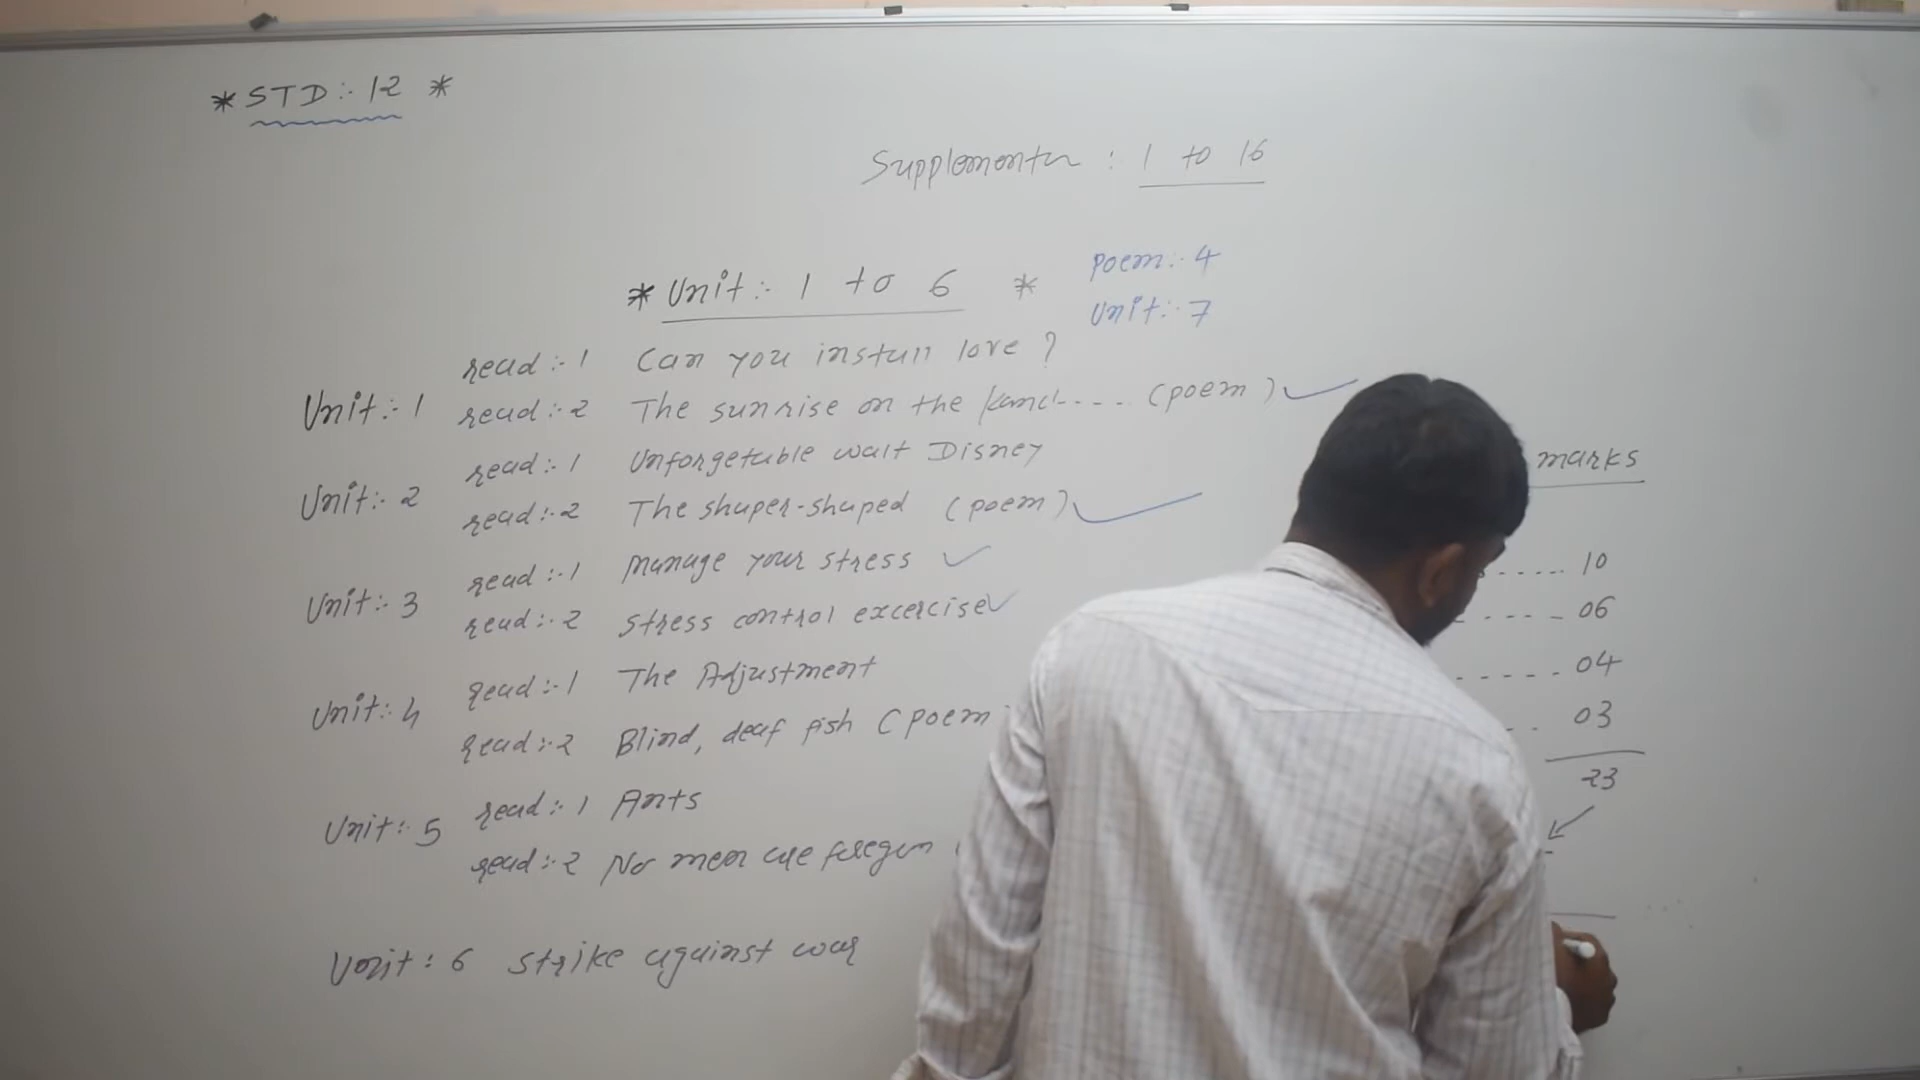 * STD :- 12 *
Supplementar : 1 to 16
* Unit :- 1 to 6 *
poem :- 4
Unit :- 7
Unit :- 1
read :- 1 Can you install love ?
read :- 2 The sunrise on the .... (poem)
Unit :- 2
read :- 1 Unforgetable walt Disney
read :- 2 The shaper-shaped (poem)
Unit :- 3
read :- 1 Manage your stress
read :- 2 Stress control excercise
Unit :- 4
read :- 1 The Adjustment
read :- 2 Blind, deaf fish (poem
Unit :- 5
read :- 1 Ants
read :- 2 No men are
Unit : 6 Strike against war
marks
..... 10
.... 06
..... 04
.. 03
23